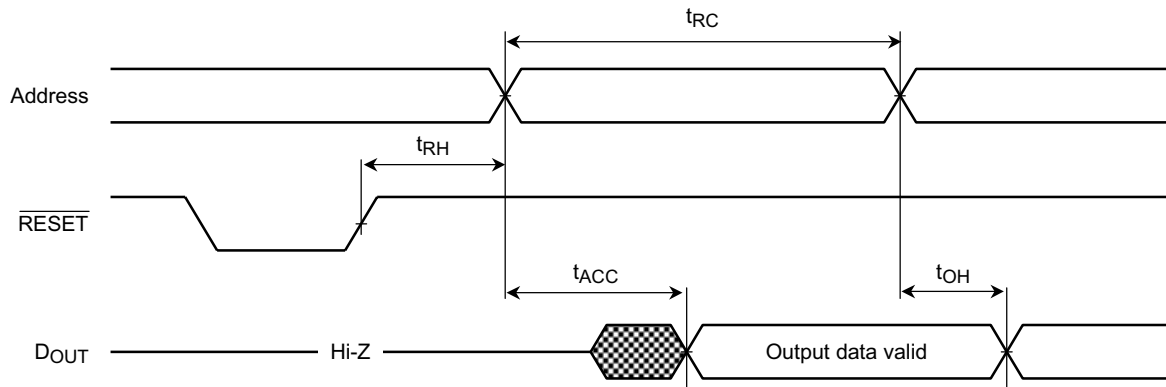 tRC
Address
tRH
RESET
tACC
tOH
DOUT
Hi-Z
Output data valid